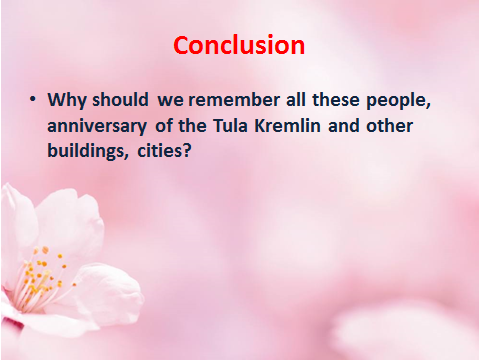 Conclusion
• Why should we remember all these people,
anniversary of the Tula Kremlin and other
buildings, cities?